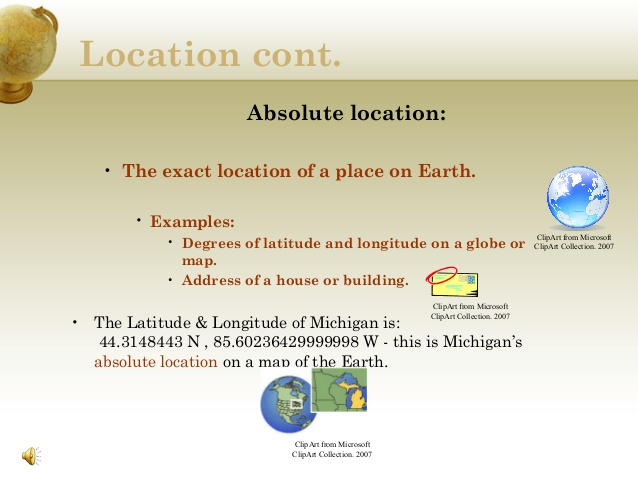 Location cont.
Absolute location:
• The exact location of a place on Earth.
• Examples:
• Degrees of latitude and longitude on a globe or
map.
• Address of a house or building.
ClipArt from Microsoft
ClipArt Collection. 2007
ClipArt from Microsoft
ClipArt Collection. 2007
• The Latitude & Longitude of Michigan is:
44.3148443 N , 85.60236429999998 W - this is Michigan’s
absolute location on a map of the Earth.
ClipArt from Microsoft
ClipArt Collection. 2007